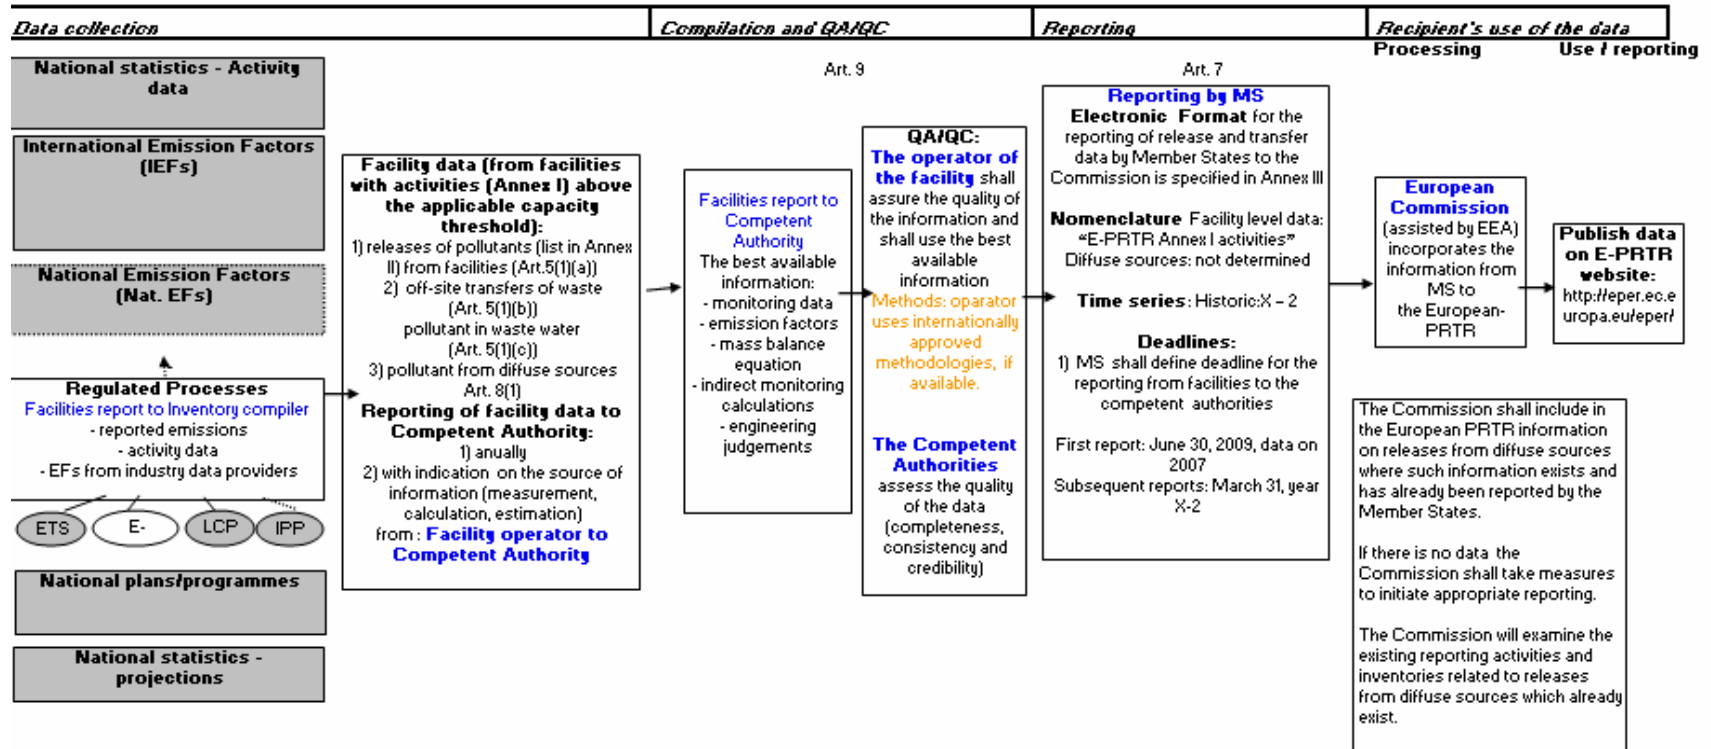 Data collection
Compilation and QA/QC
Reporting
Recipient's use of the data
Processing
Use / reporting
National statistics - Activity
data
International Emission Factors
(IEFs)
National Emission Factors
(Nat. EFs)
Regulated Processes
Facilities report to Inventory compiler
- reported emissions
- activity data
- EFs from industry data providers
ETS
E-
LCP
IPP
National plans/programmes
National statistics -
projections
Facility data (from facilities
with activities (Annex I) above
the applicable capacity
threshold):
1) releases of pollutants (list in Annex
II) from facilities (Art.5(1)(a))
2) off-site transfers of waste
(Art. 5(1)(b))
pollutant in waste water
(Art. 5(1)(c))
3) pollutant from diffuse sources
Art. 8(1)
Reporting of facility data to
Competent Authority:
1) anually
2) with indication on the source of
information (measurement,
calculation, estimation)
from : Facility operator to
Competent Authority
Art. 9
Facilities report to
Competent
Authority
The best available
information:
- monitoring data
- emission factors
- mass balance
equation
- indirect monitoring
calculations
- engineering
judgements
QA/QC:
The operator of
the facility shall
assure the quality of
the information and
shall use the best
available
information
Methods: oparator
uses internationally
approved
methodologies, if
available.
The Competent
Authorities
assess the quality
of the data
(completeness,
consistency and
credibility)
Art. 7
Reporting by MS
Electronic Format for the
reporting of release and transfer
data by Member States to the
Commission is specified in Annex III
Nomenclature Facility level data:
“E-PRTR Annex I activities”
Diffuse sources: not determined
Time series : Historic:X – 2
Deadlines:
1) MS shall define deadline for the
reporting from facilities to the
competent authorities
First report: June 30, 2009, data on
2007
Subsequent reports: March 31, year
X-2
European
Commission
(assisted by EEA)
incorporates the
information from
MS to
the European-
PRTR
Publish data
on E-PRTR
website:
http://eper.ec.e
uropa.eu/eper/
The Commission shall include in
the European PRTR information
on releases from diffuse sources
where such information exists and
has already been reported by the
Member States.
If there is no data the
Commission shall take measures
to initiate appropriate reporting.
The Commission will examine the
existing reporting activities and
inventories related to releases
from diffuse sources which already
exist.